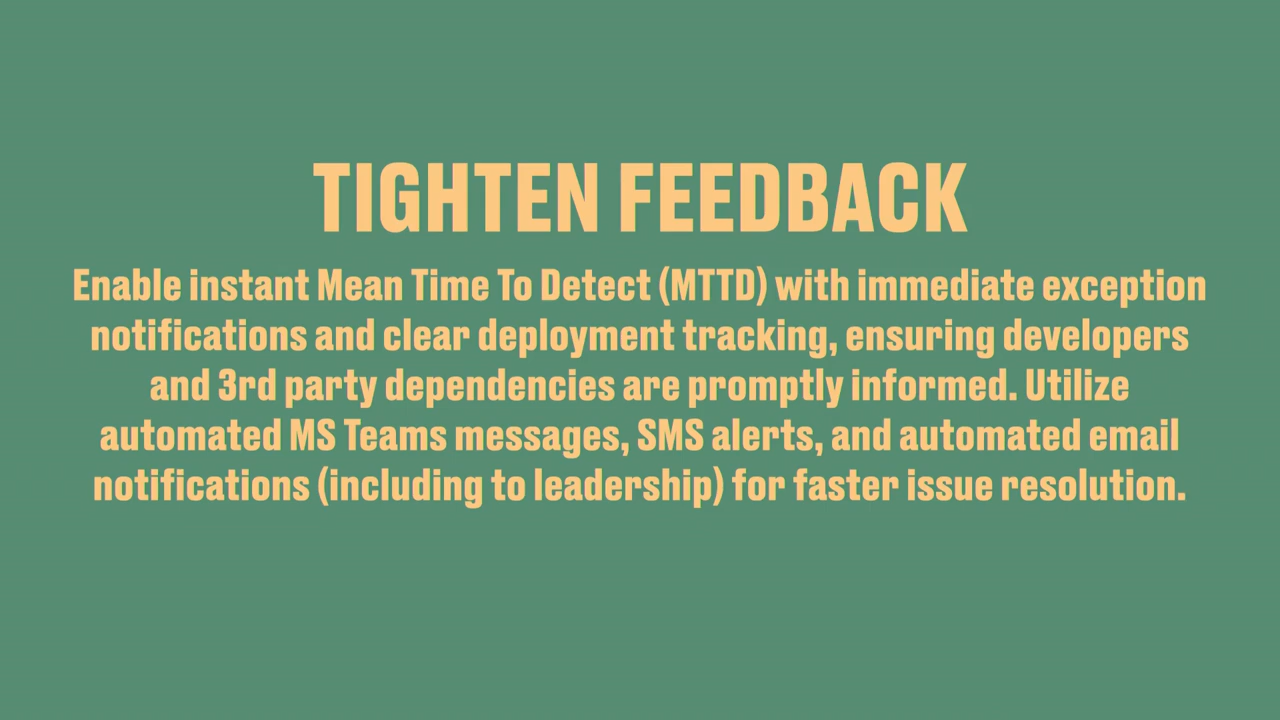 TIGHTEN FEEDBACK
Enable instant Mean Time To Detect (MTTD) with immediate exception
notifications and clear deployment tracking, ensuring developers
and 3rd party dependencies are promptly informed. Utilize
automated MS Teams messages, SMS alerts, and automated email
notifications (including to leadership) for faster issue resolution.